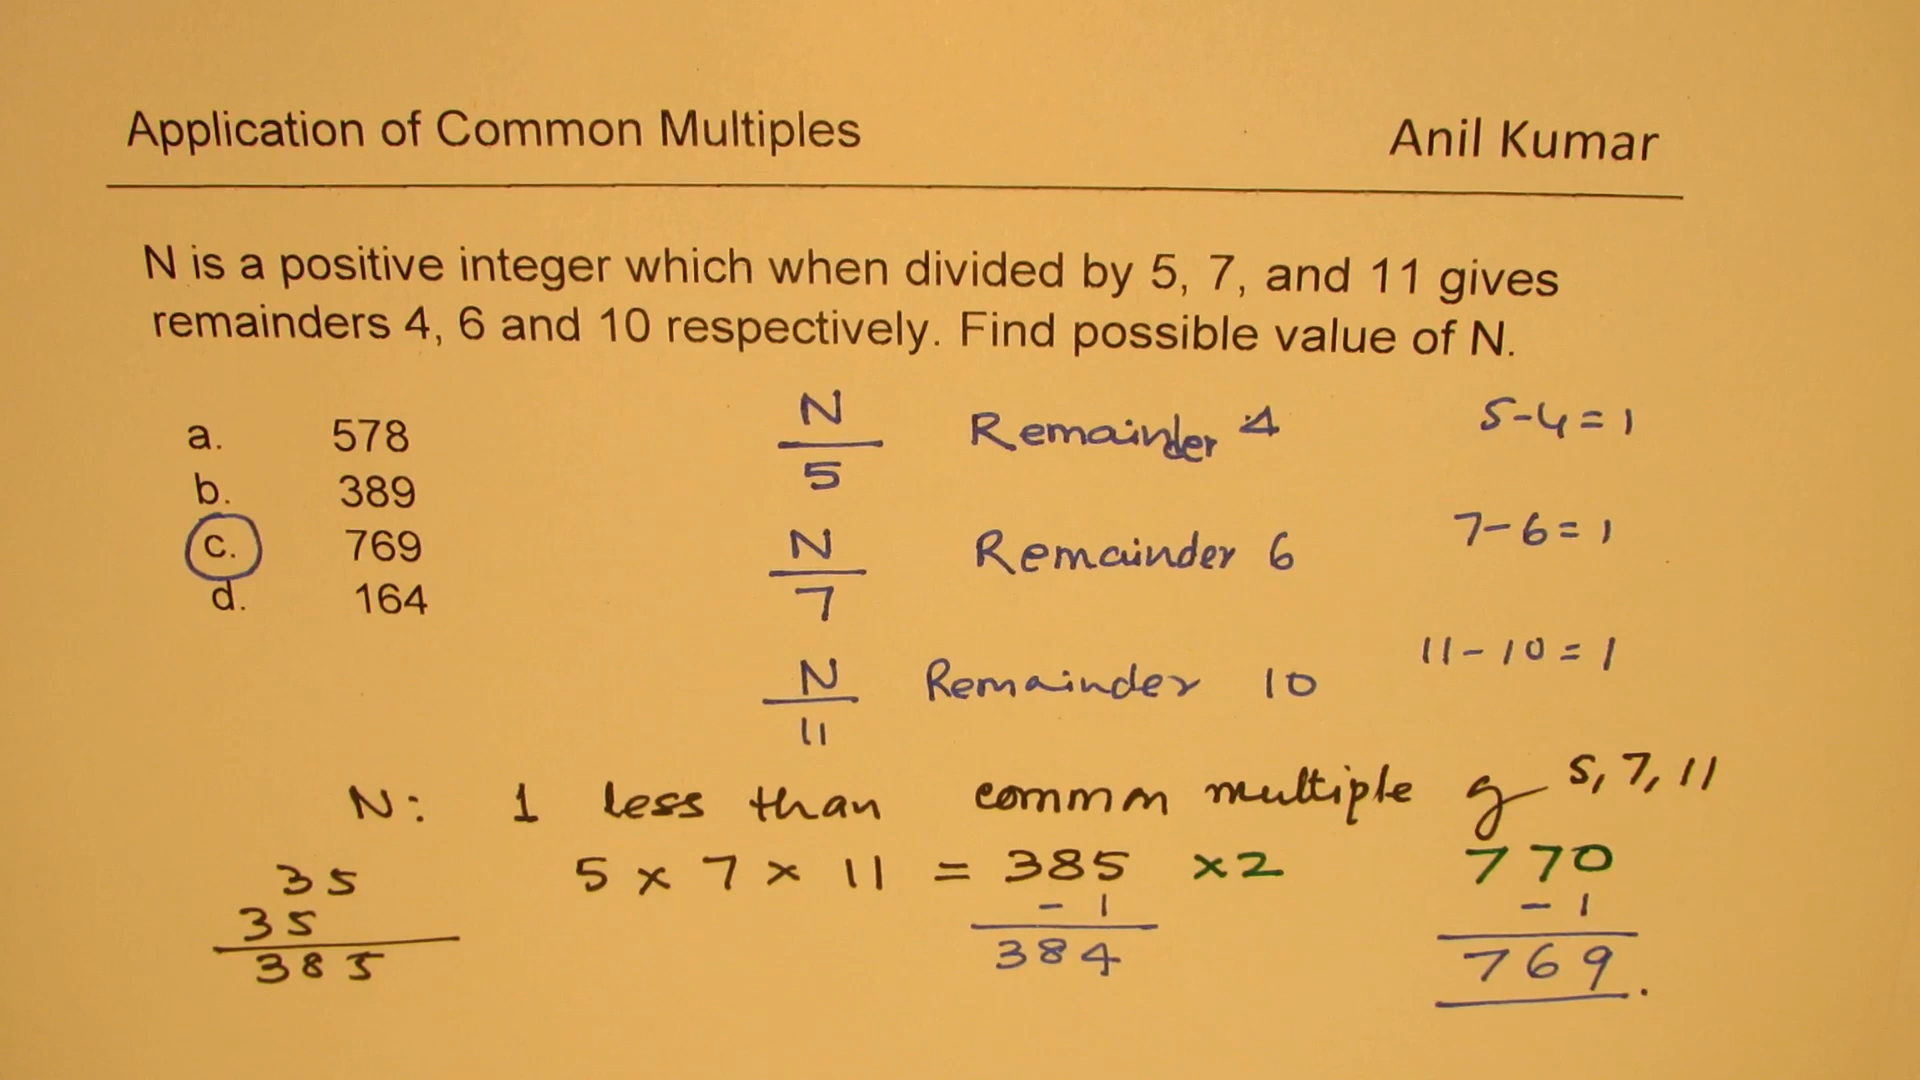 Application of Common Multiples Anil Kumar
N is a positive integer which when divided by 5, 7, and 11 gives
remainders 4, 6 and 10 respectively. Find possible value of N.
a. 578
b. 389
c. 769
d. 164
N
5
Remainder 4
5-4=1
N
7
Remainder 6
7-6=1
N
11
Remainder 10
11-10=1
N: 1 less than common multiple of 5, 7, 11
35
35
385
5 x 7 x 11 = 385 x2
- 1
384
770
- 1
769.